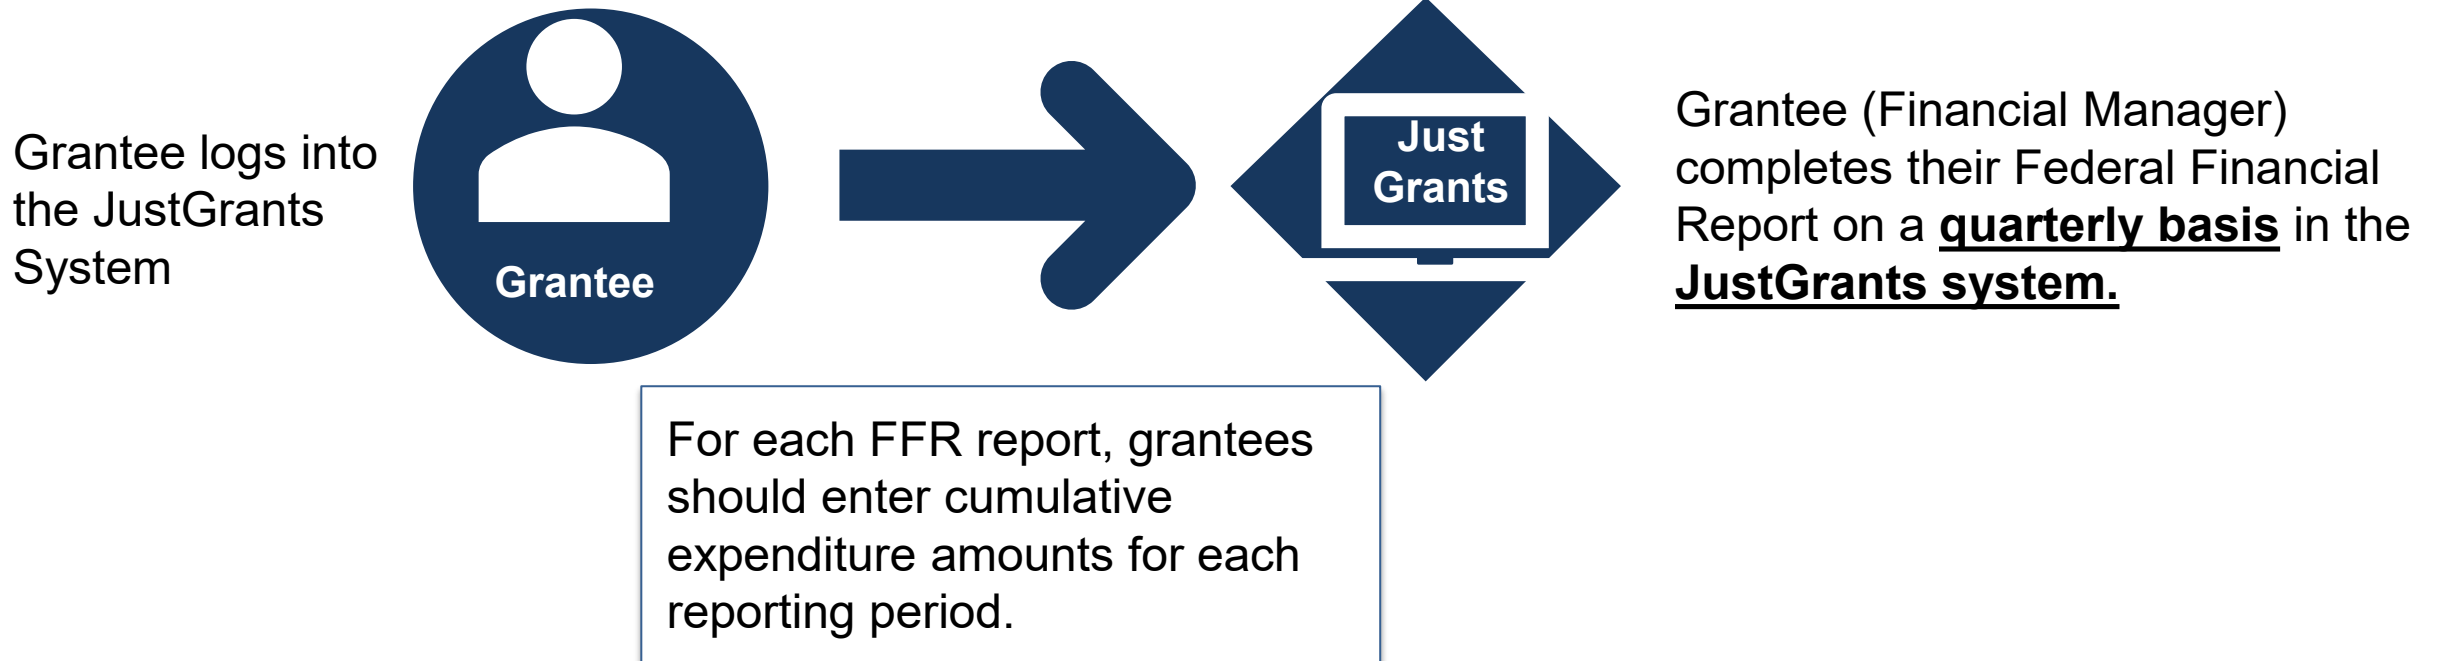 Grantee logs into
the JustGrants
System
Grantee
Just
Grants
Grantee (Financial Manager)
completes their Federal Financial
Report on a quarterly basis in the
JustGrants system.
For each FFR report, grantees
should enter cumulative
expenditure amounts for each
reporting period.